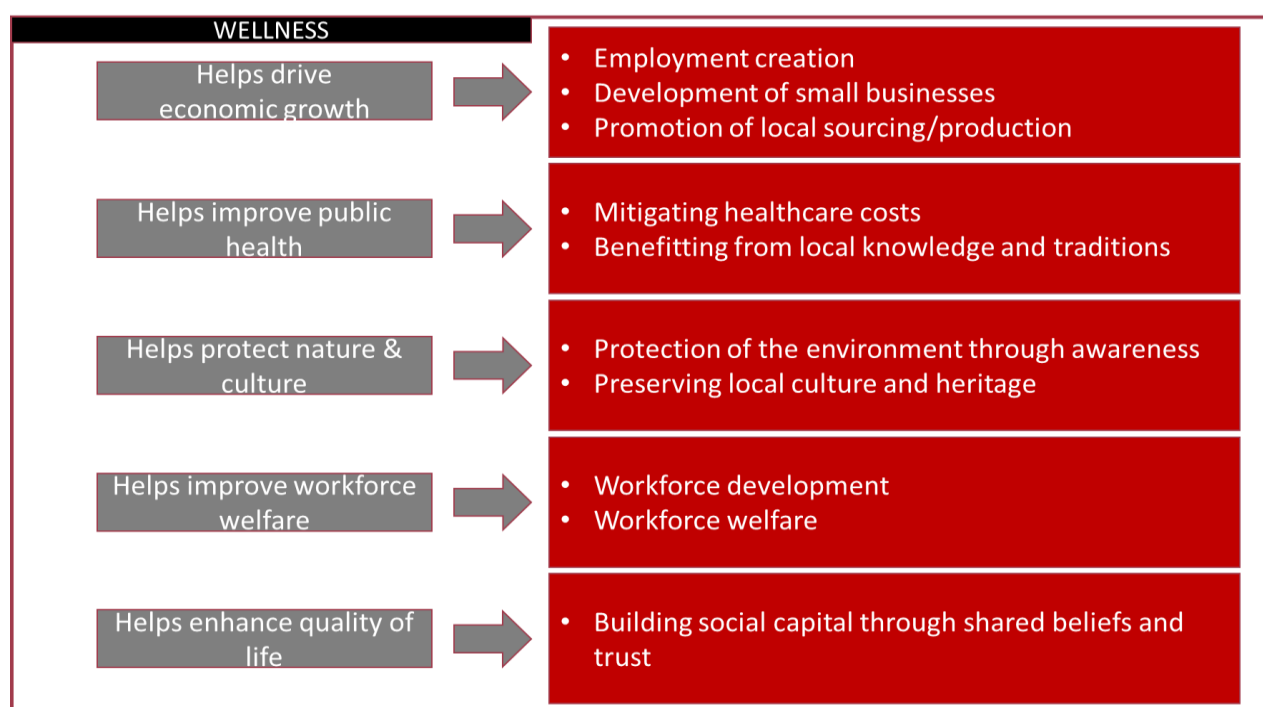 WELLNESS
Helps drive
economic growth
• Employment creation
• Development of small businesses
• Promotion of local sourcing/production
Helps improve public
health
• Mitigating healthcare costs
• Benefitting from local knowledge and traditions
Helps protect nature &
culture
• Protection of the environment through awareness
• Preserving local culture and heritage
Helps improve workforce
welfare
• Workforce development
• Workforce welfare
Helps enhance quality of
life
• Building social capital through shared beliefs and
trust